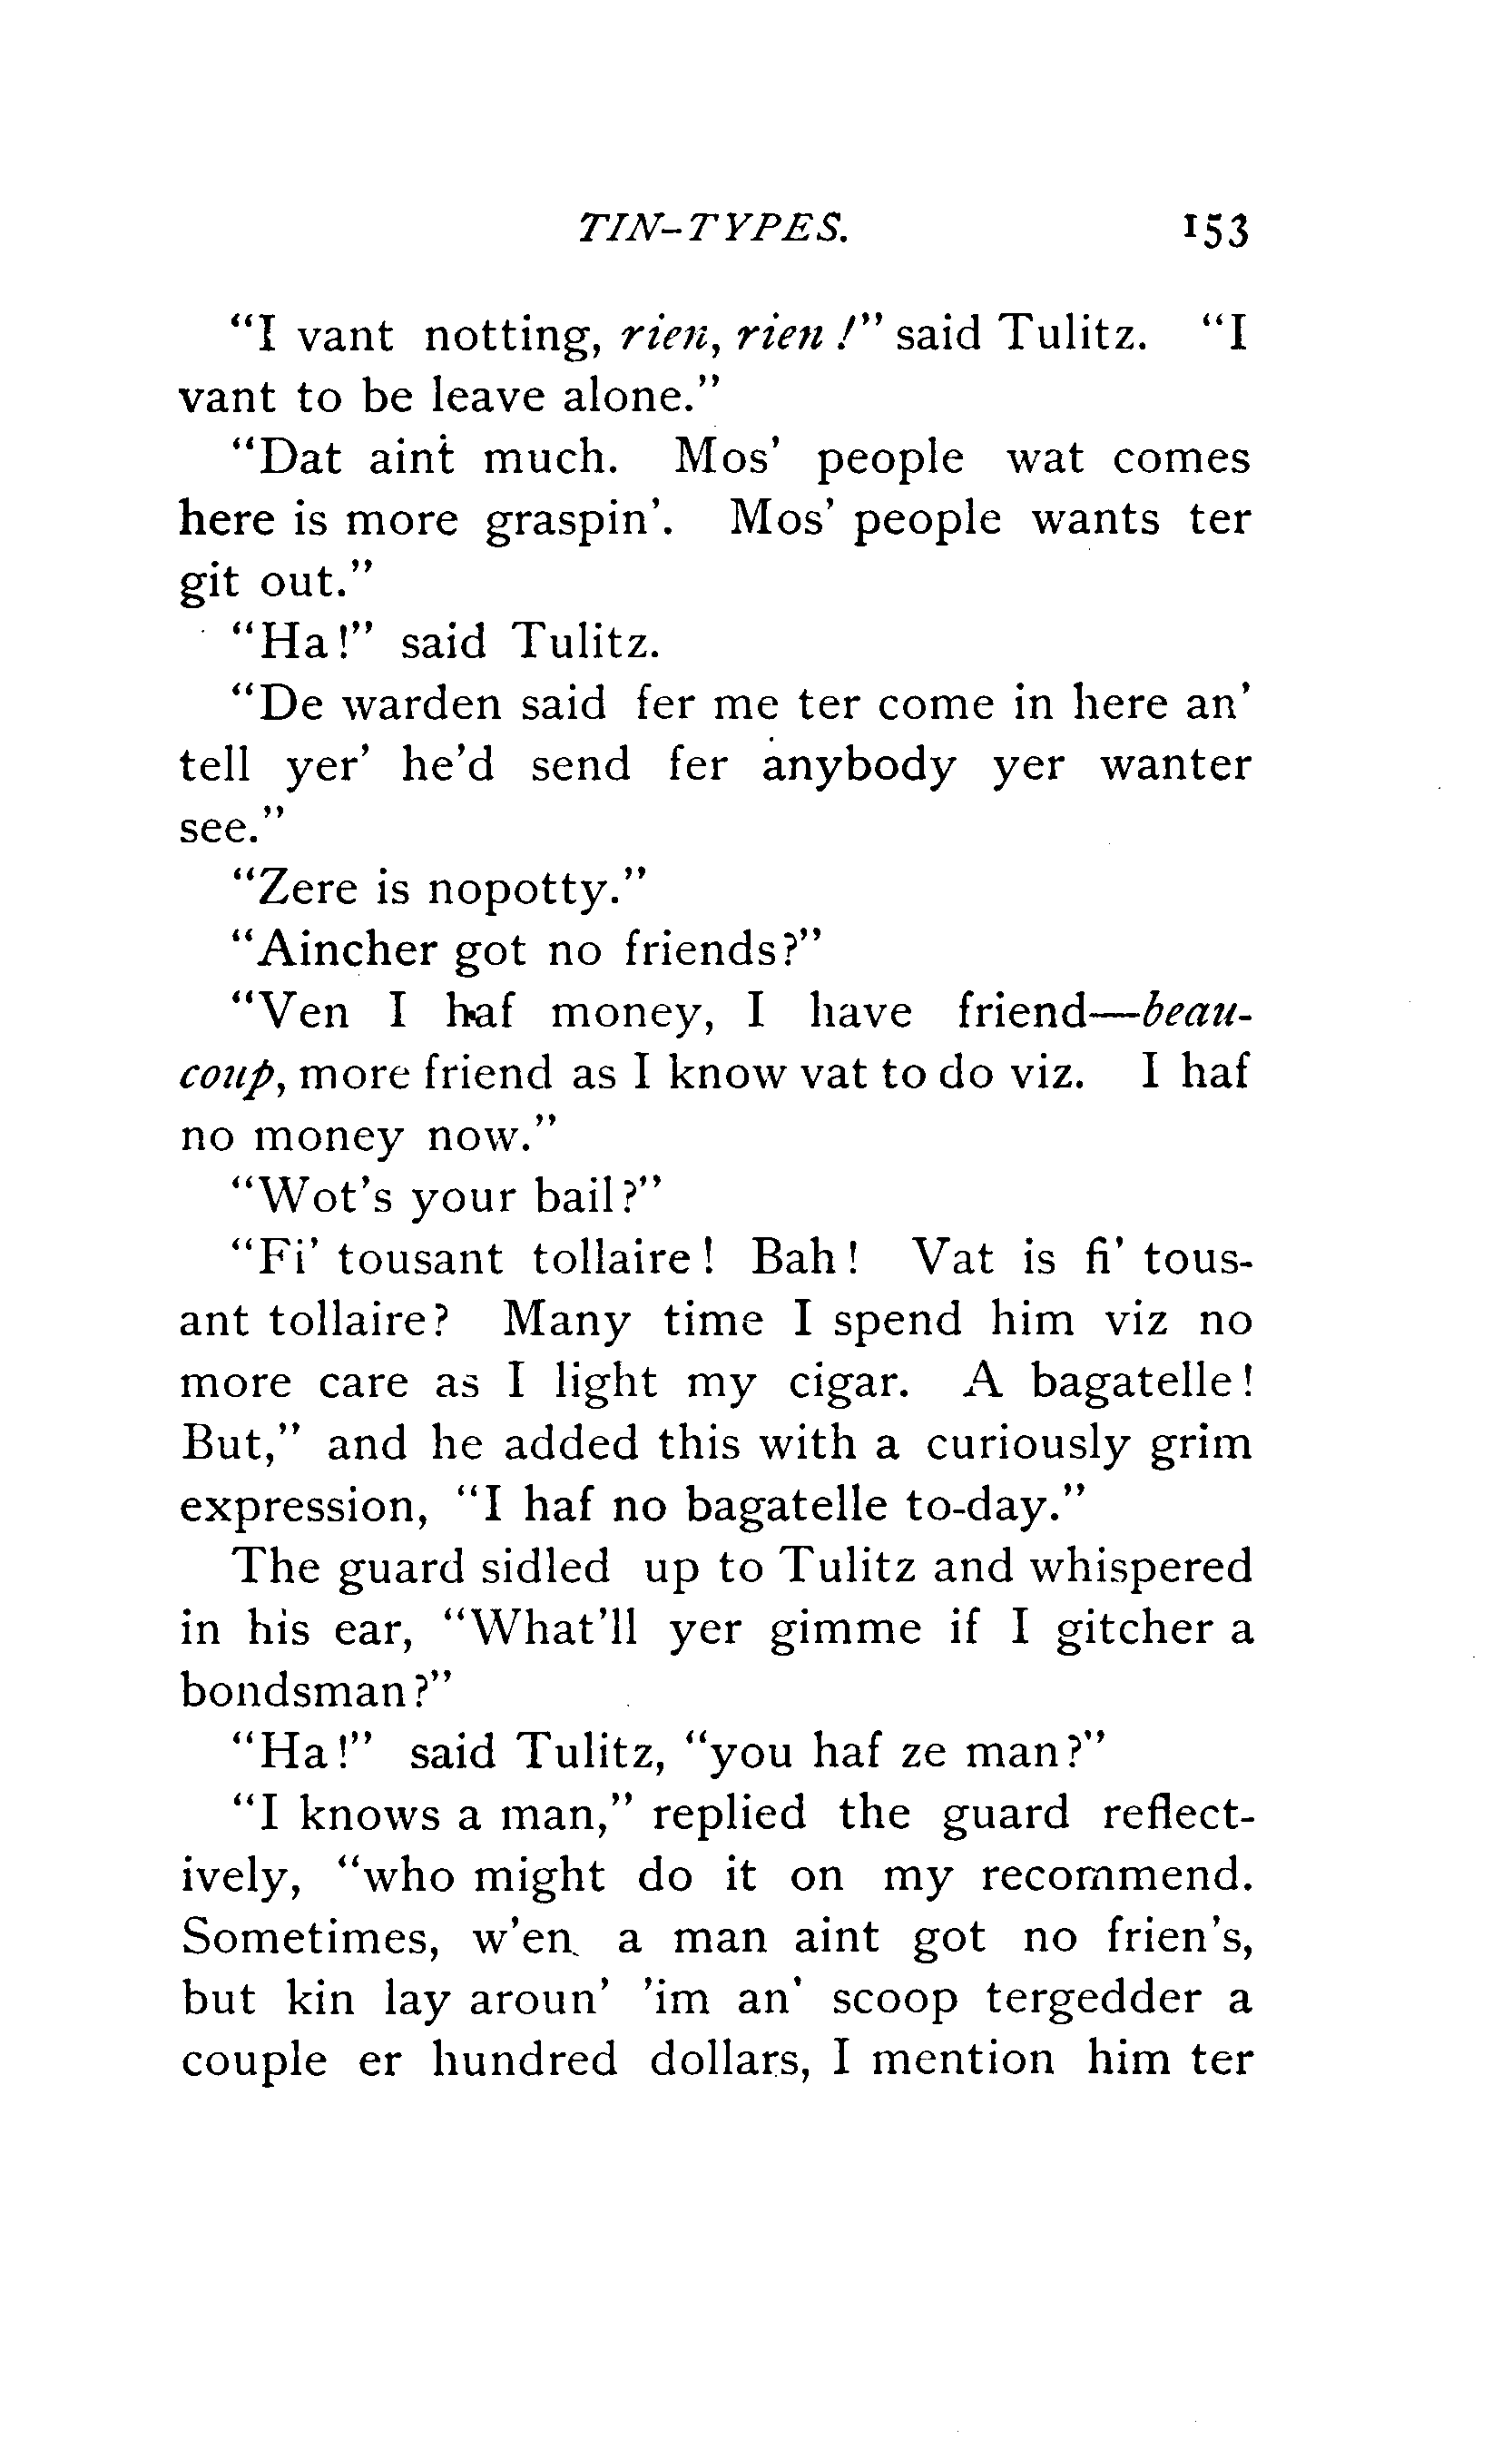 TIN-TYPES. 153
"I vant notting, rien, rien!" said Tulitz. "I
vant to be leave alone."
"Dat aint much. Mos' people wat comes
here is more graspin'. Mos' people wants ter
git out."
"Ha!" said Tulitz.
"De warden said fer me ter come in here an'
tell yer' he'd send fer anybody yer wanter
see."
"Zere is nopotty."
"Aincher got no friends?"
"Ven I haf money, I have friend—beau-
coup, more friend as I know vat to do viz. I haf
no money now."
"Wot's your bail?"
"Fi' tousant tollaire! Bah! Vat is fi' tous-
ant tollaire? Many time I spend him viz no
more care as I light my cigar. A bagatelle!
But," and he added this with a curiously grim
expression, "I haf no bagatelle to-day."
The guard sidled up to Tulitz and whispered
in his ear, "What'll yer gimme if I gitcher a
bondsman?"
"Ha!" said Tulitz, "you haf ze man?"
"I knows a man," replied the guard reflect-
ively, "who might do it on my recommend.
Sometimes, w'en a man aint got no frien's,
but kin lay aroun' 'im an' scoop tergedder a
couple er hundred dollars, I mention him ter